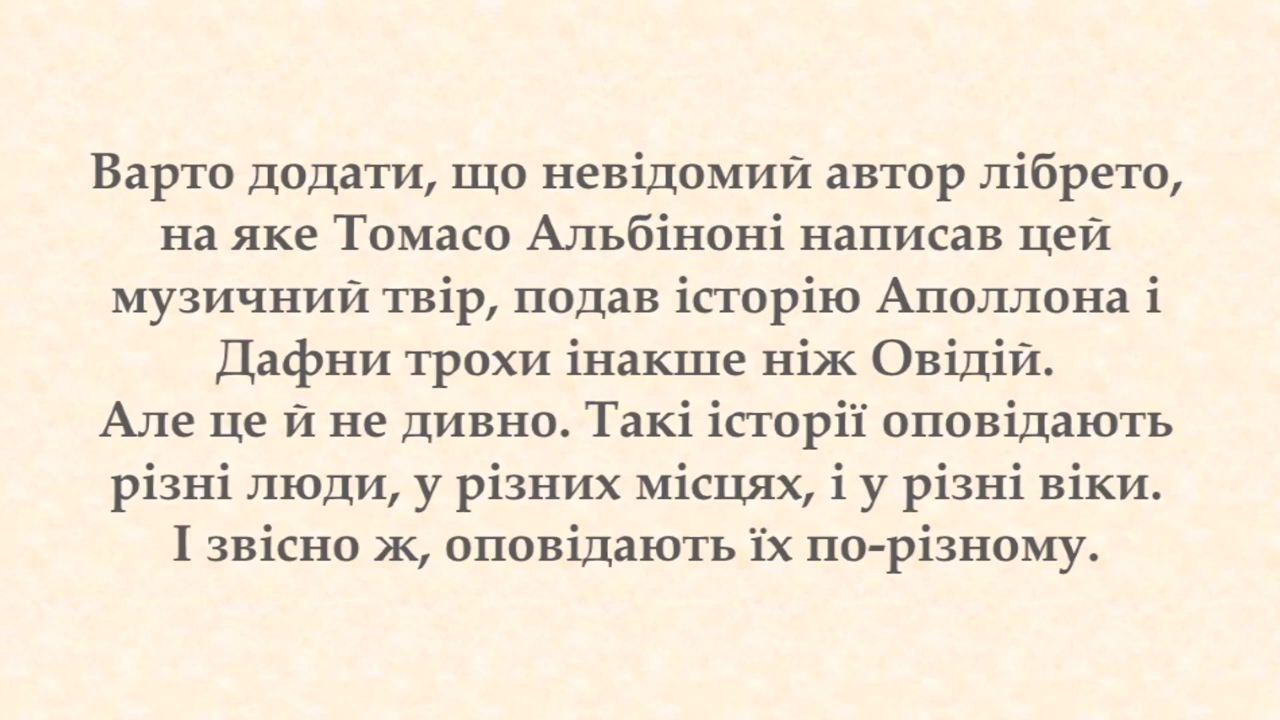 Варто додати, що невідомий автор лібрето,
на яке Томасо Альбіноні написав цей
музичний твір, подав історію Аполлона і
Дафни трохи інакше ніж Овідій.
Але це й не дивно. Такі історії оповідають
різні люди, у різних місцях, і у різні віки.
І звісно ж, оповідають їх по-різному.